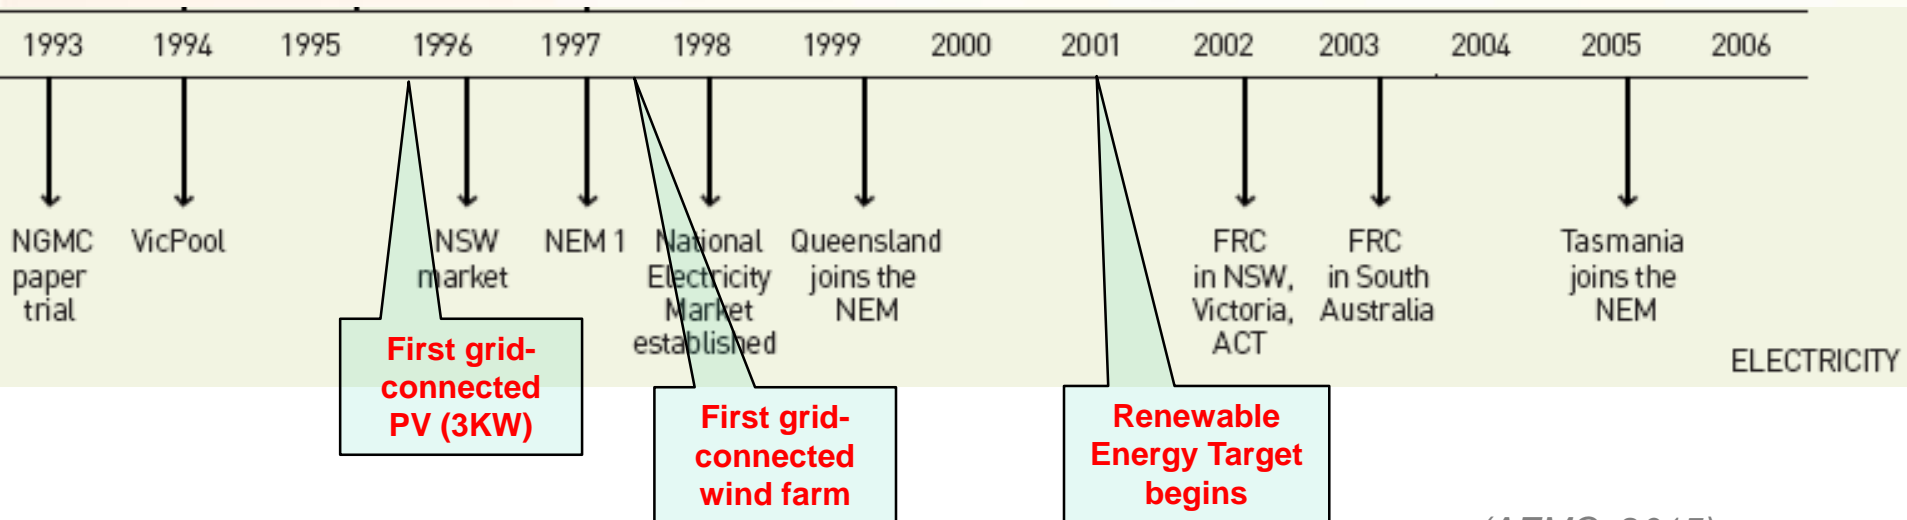 1993 1994 1995 1996 1997 1998 1999 2000 2001 2002 2003 2004 2005 2006
NGMC
paper
trial
VicPool
NSW
market
NEM 1
National
Electricity
Market
established
Queensland
joins the
NEM
FRC
in NSW,
Victoria,
ACT
FRC
in South
Australia
Tasmania
joins the
NEM
ELECTRICITY
First grid-
connected
PV (3KW)
First grid-
connected
wind farm
Renewable
Energy Target
begins